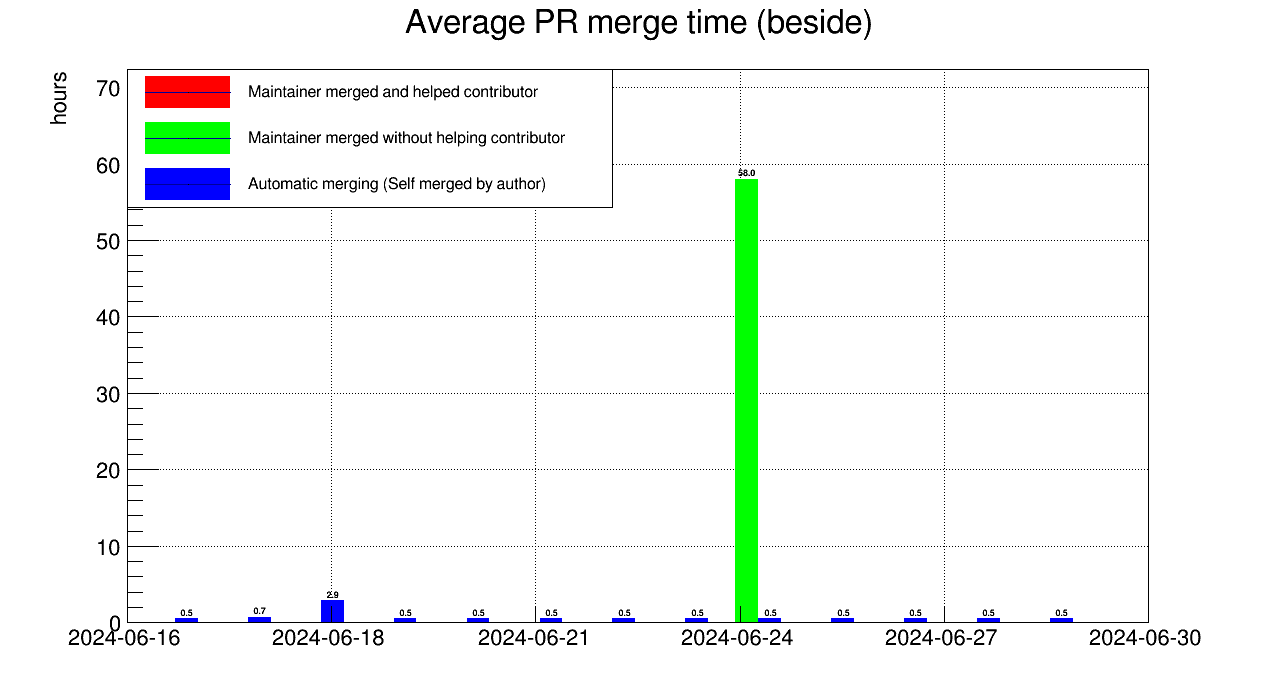 Average PR merge time (beside)
hours
Maintainer merged and helped contributor
Maintainer merged without helping contributor
Automatic merging (Self merged by author)
70
60
50
40
30
20
10
0
58.0
0.5 0.7 2.9 0.5 0.5 0.5 0.5 0.5 0.5 0.5 0.5 0.5 0.5
2024-06-16 2024-06-18 2024-06-21 2024-06-24 2024-06-27 2024-06-30